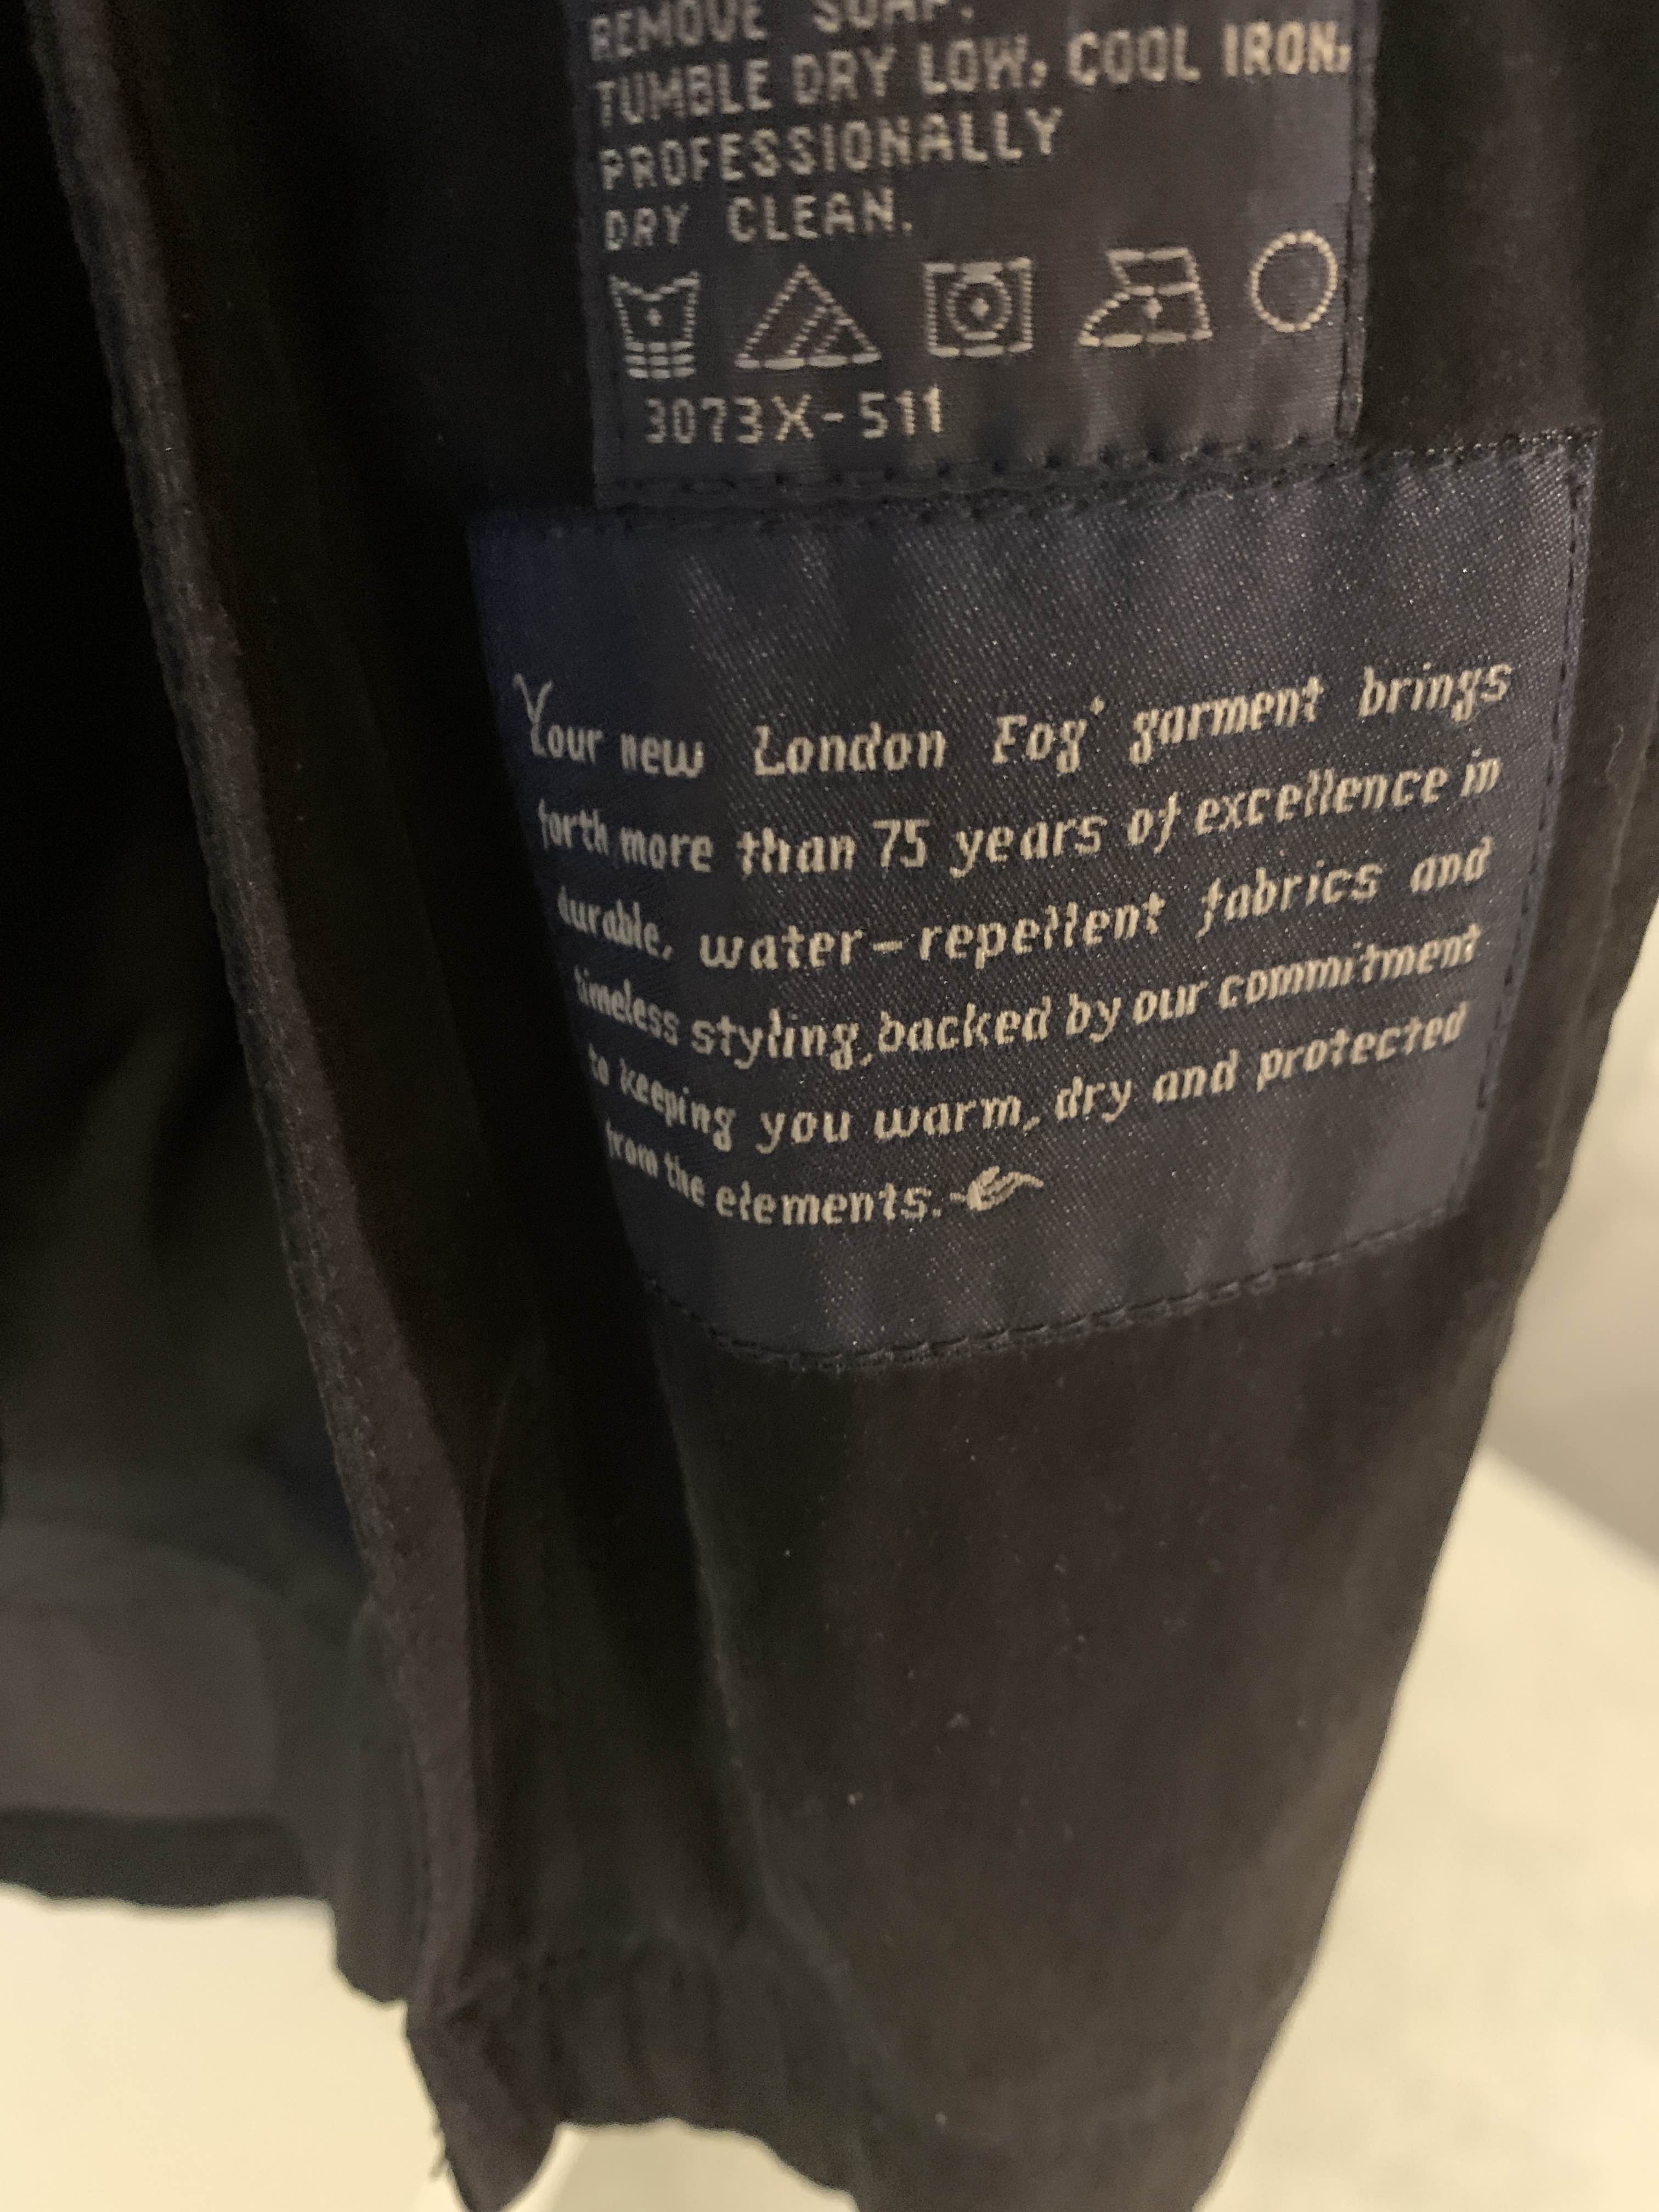 REMOVE SOAP.
TUMBLE DRY LOW, COOL IRON,
PROFESSIONALLY
DRY CLEAN.
3073X-511
Your new London Fog® garment brings
forth more than 75 years of excellence in
durable, water-repellent fabrics and
timeless styling, backed by our commitment
to keeping you warm, dry and protected
from the elements.